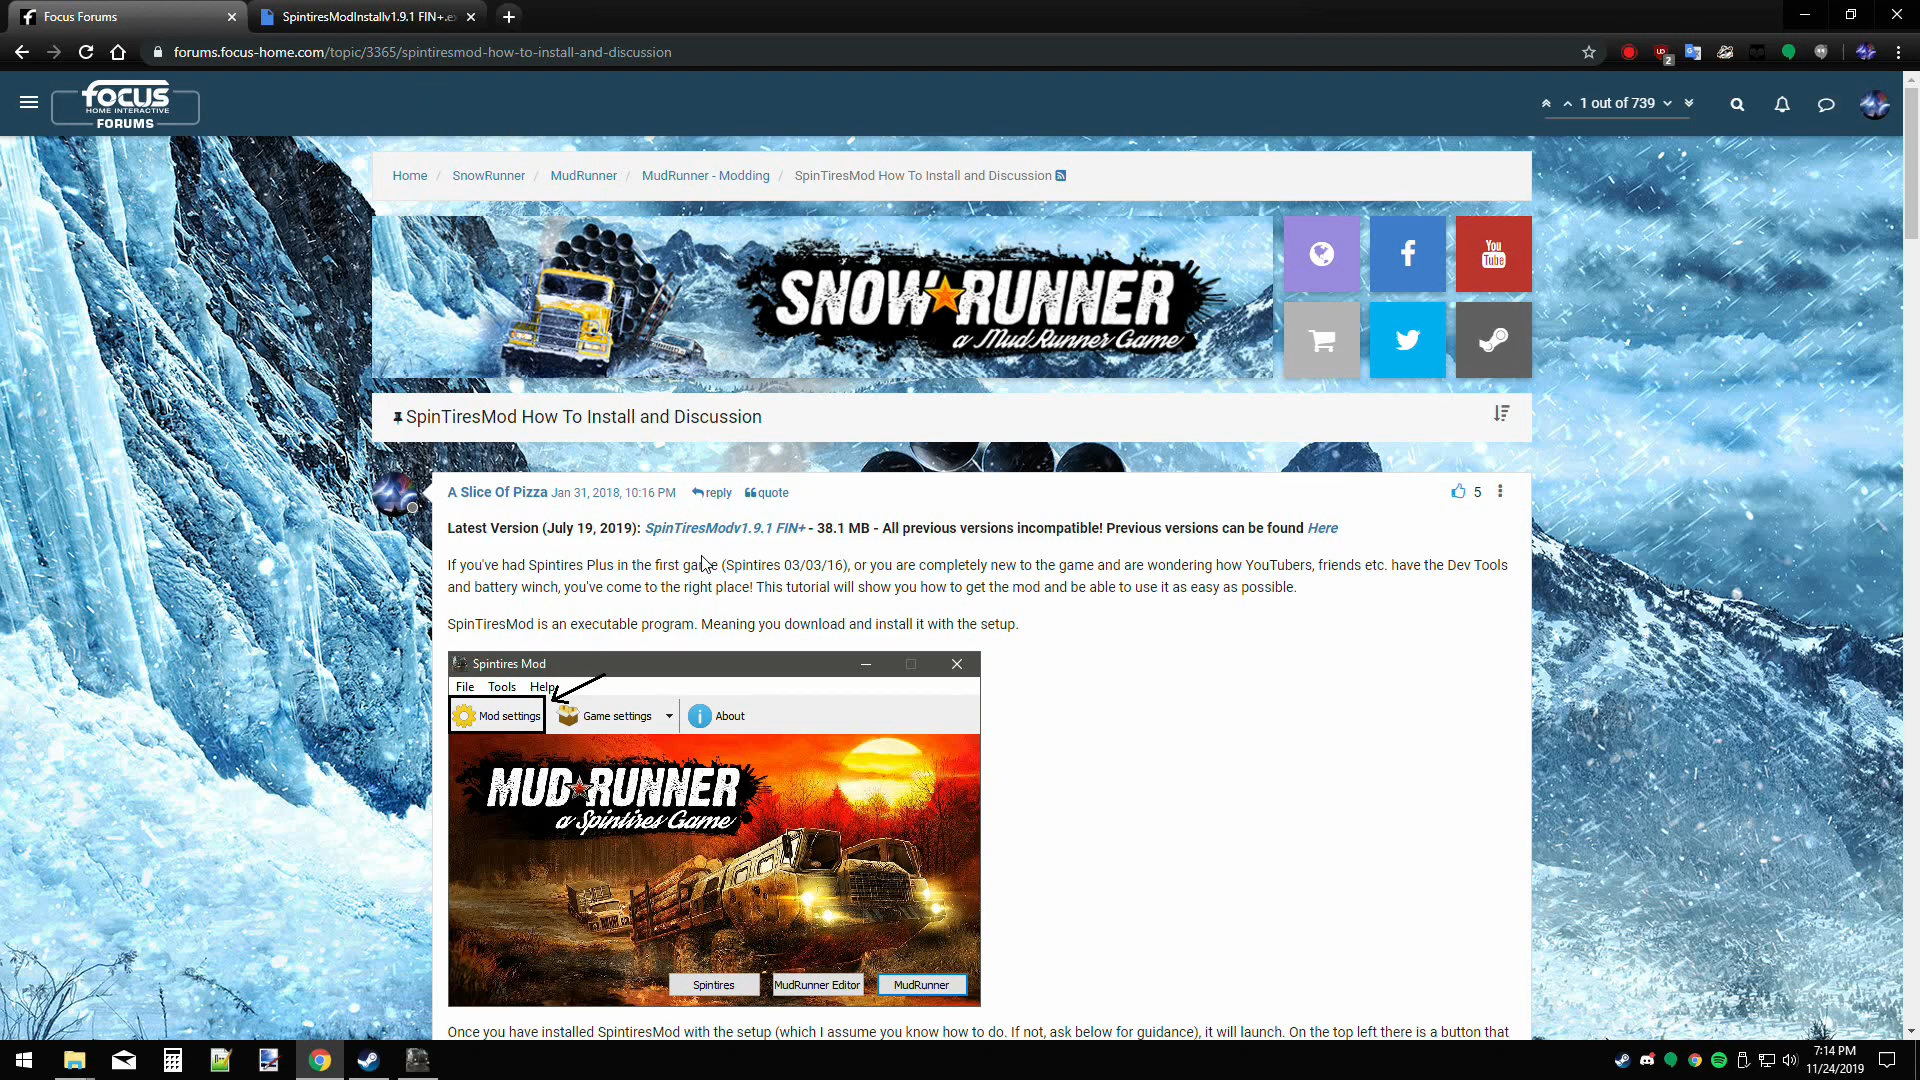 Focus Forums
SpintiresModInstallv1.9.1 FIN+.ex
forums.focus-home.com/topic/3365/spintiresmod-how-to-install-and-discussion
2
focus
HOME INTERACTIVE
FORUMS
1 out of 739
Home / SnowRunner / MudRunner / MudRunner - Modding / SpinTiresMod How To Install and Discussion
SNOW RUNNER
a MudRunner Game
You
Tube
SpinTiresMod How To Install and Discussion
A Slice Of Pizza Jan 31, 2018, 10:16 PM reply quote 5
Latest Version (July 19, 2019): SpinTiresModv1.9.1 FIN+ - 38.1 MB - All previous versions incompatible! Previous versions can be found Here
If you've had Spintires Plus in the first game (Spintires 03/03/16), or you are completely new to the game and are wondering how YouTubers, friends etc. have the Dev Tools
and battery winch, you've come to the right place! This tutorial will show you how to get the mod and be able to use it as easy as possible.
SpinTiresMod is an executable program. Meaning you download and install it with the setup.
Spintires Mod
File Tools Help
Mod settings Game settings About
MUD RUNNER
a Spintires Game
Spintires MudRunner Editor MudRunner
Once you have installed SpintiresMod with the setup (which I assume you know how to do. If not, ask below for guidance), it will launch. On the top left there is a button that
7:14 PM
11/24/2019